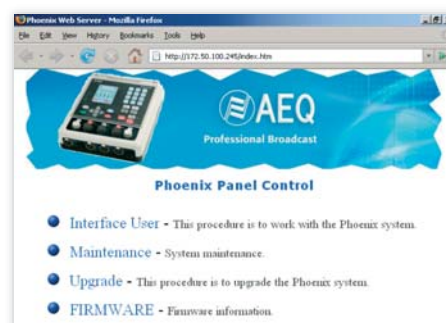 Phoenix Web Server - Mozilla Firefox
File Edit View History Bookmarks Tools Help
http://172.50.100.245/index.htm
AEQ
Professional Broadcast
Phoenix Panel Control
Interface User - This procedure is to work with the Phoenix system.
Maintenance - System maintenance.
Upgrade - This procedure is to upgrade the Phoenix system.
FIRMWARE - Firmware information.